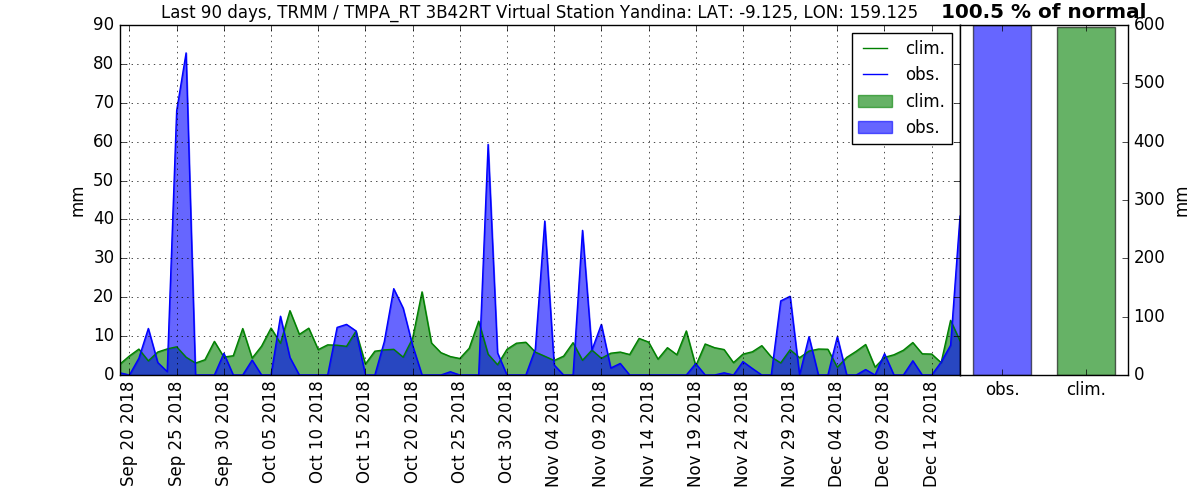 Last 90 days, TRMM / TMPA_RT 3B42RT Virtual Station Yandina: LAT: -9.125, LON: 159.125
100.5 % of normal
90
80
70
60
50
40
30
20
10
0
mm
clim.
obs.
clim.
obs.
600
500
400
300
200
100
0
mm
obs.
clim.
Sep 20 2018
Sep 25 2018
Sep 30 2018
Oct 05 2018
Oct 10 2018
Oct 15 2018
Oct 20 2018
Oct 25 2018
Oct 30 2018
Nov 04 2018
Nov 09 2018
Nov 14 2018
Nov 19 2018
Nov 24 2018
Nov 29 2018
Dec 04 2018
Dec 09 2018
Dec 14 2018